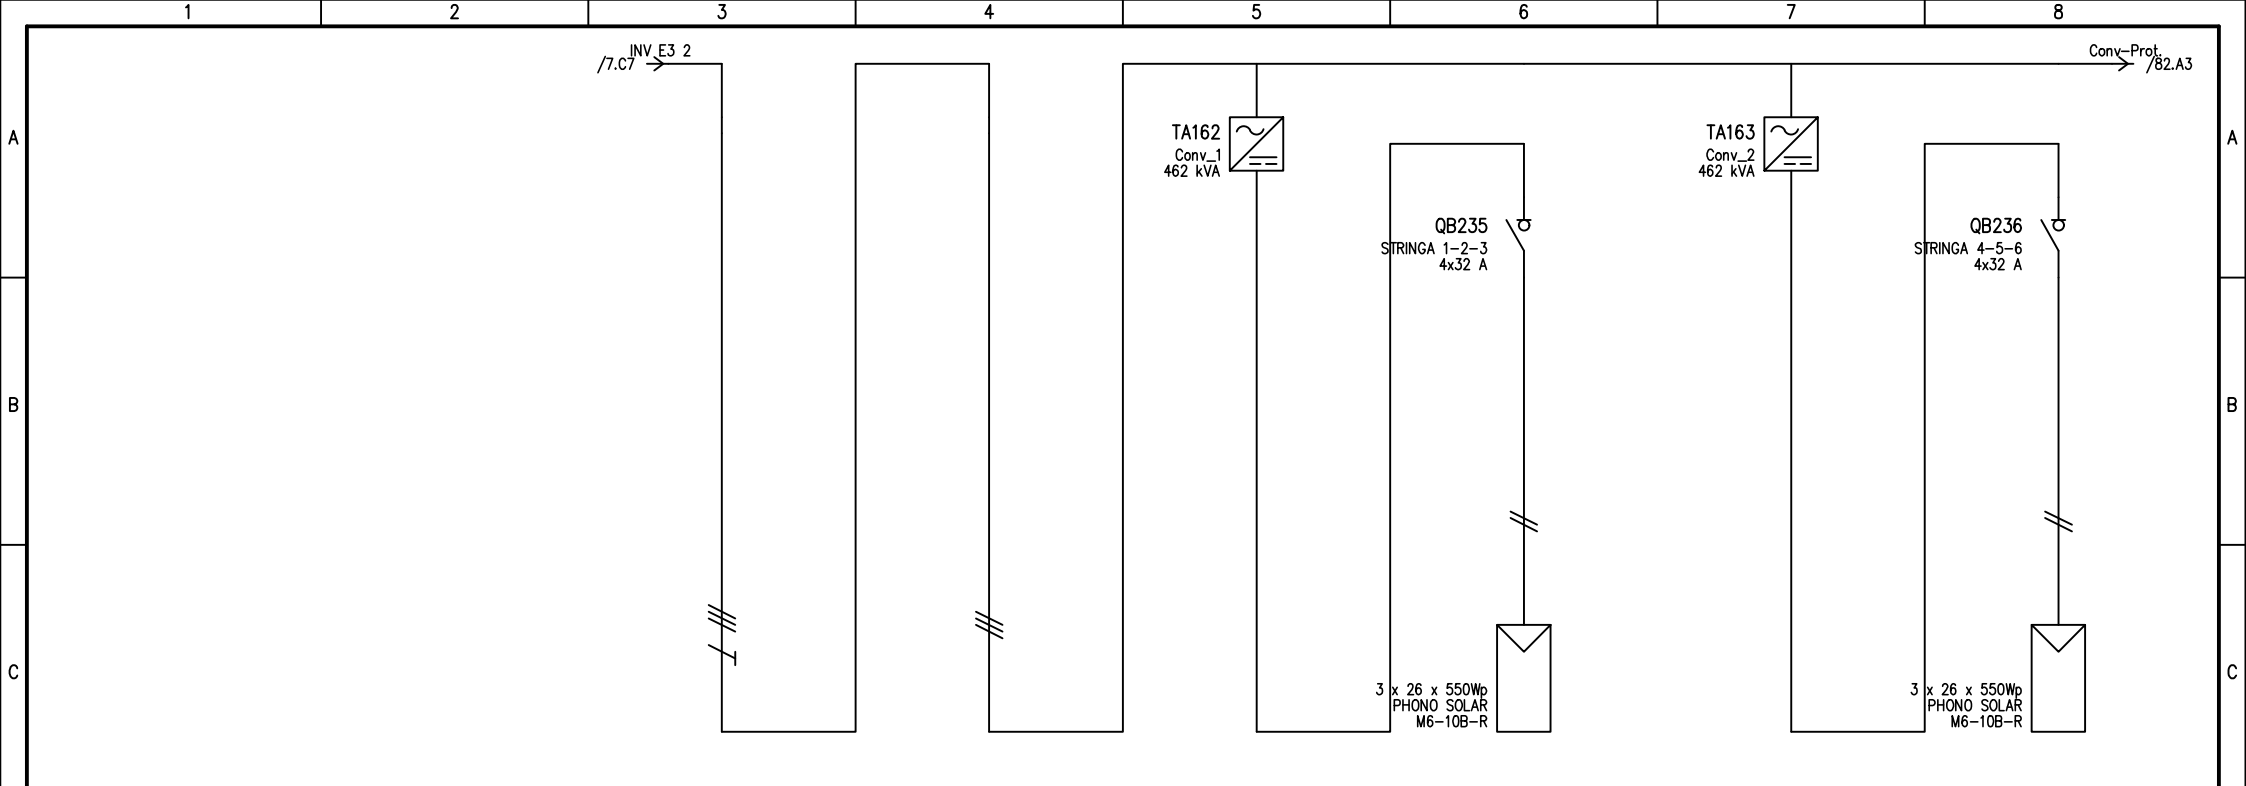 1 2 3 4 5 6 7 8
INV E3 2
/7.C7
Conv-Prot.
/82.A3
A A
TA162
Conv_1
462 kVA
TA163
Conv_2
462 kVA
QB235
STRINGA 1-2-3
4x32 A
QB236
STRINGA 4-5-6
4x32 A
B B
C C
3 x 26 x 550Wp
PHONO SOLAR
M6-10B-R
3 x 26 x 550Wp
PHONO SOLAR
M6-10B-R